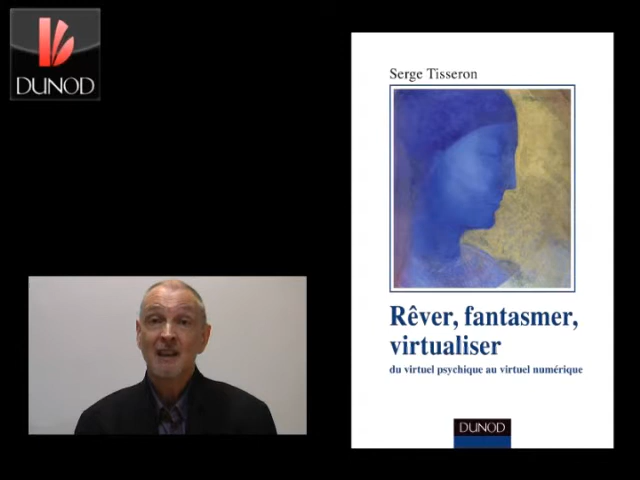 DUNOD
Serge Tisseron
Rêver, fantasmer,
virtualiser
du virtuel psychique au virtuel numérique
DUNOD